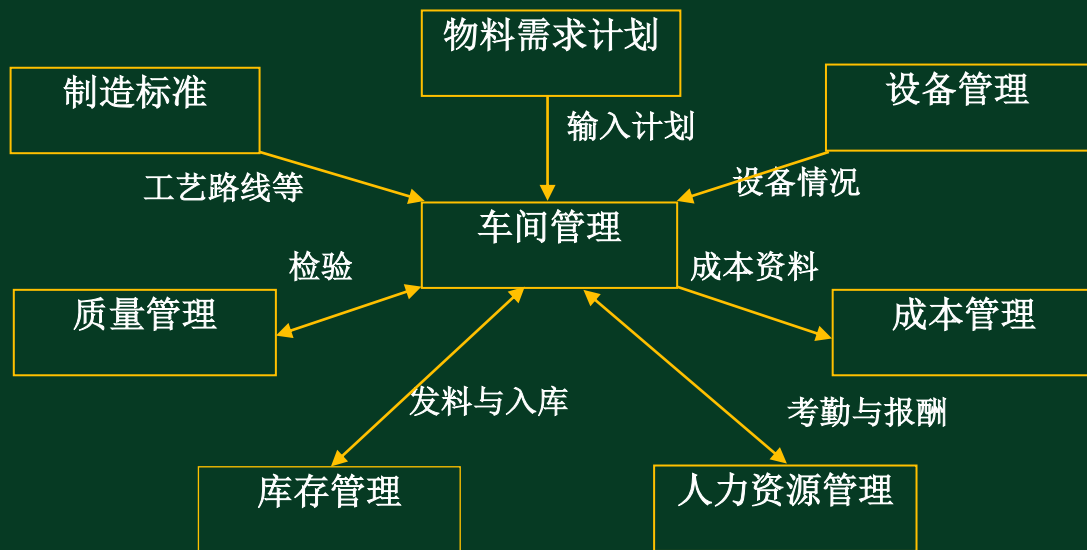 物料需求计划
制造标准
设备管理
输入计划
工艺路线等
设备情况
车间管理
检验
成本资料
质量管理
成本管理
发料与入库
考勤与报酬
库存管理
人力资源管理